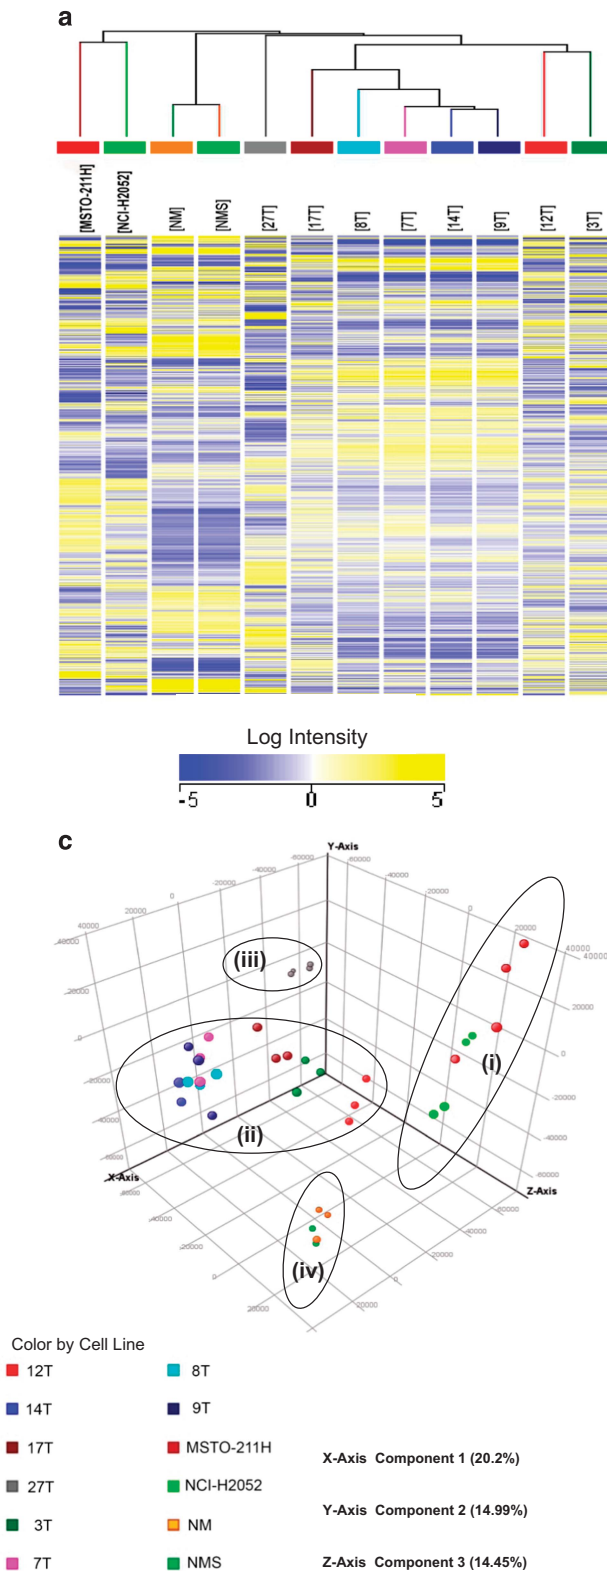 a
[MSTO-211H]
[NCI-H2052]
[NM]
[NMS]
[27T]
[17T]
[8T]
[7T]
[14T]
[9T]
[12T]
[3T]
Log Intensity
-5 0 5
c
Y-Axis
(iii)
(i)
(ii)
X-Axis
Z-Axis
(iv)
Color by Cell Line
12T
14T
17T
27T
3T
7T
8T
9T
MSTO-211H
NCI-H2052
NM
NMS
X-Axis Component 1 (20.2%)
Y-Axis Component 2 (14.99%)
Z-Axis Component 3 (14.45%)